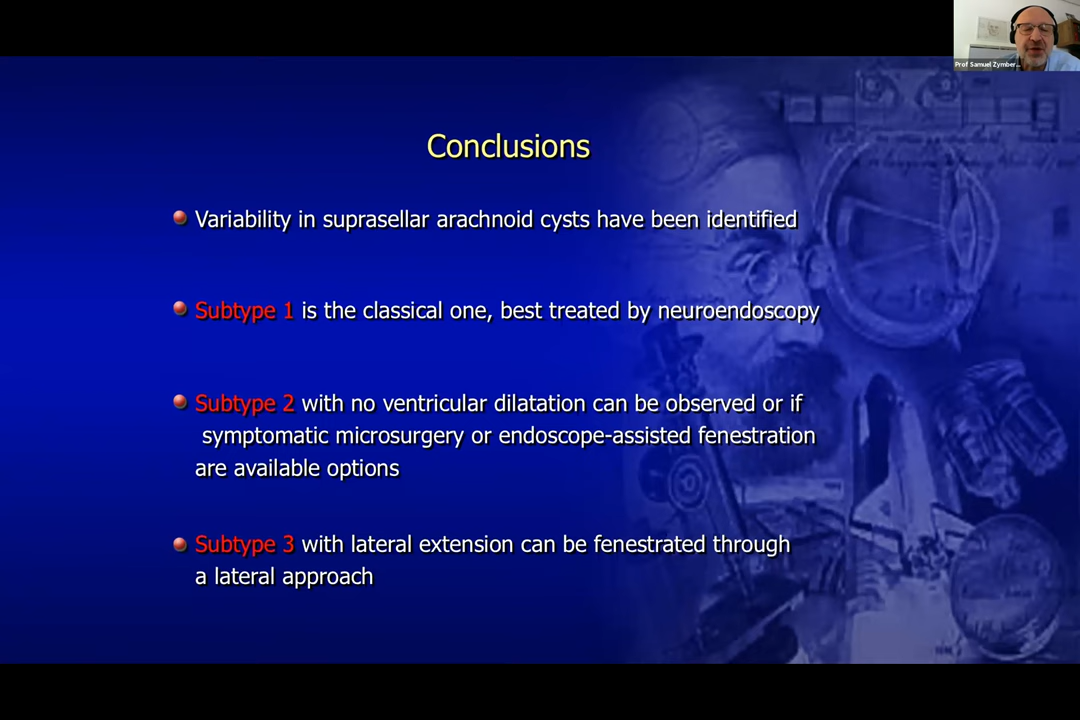 Prof Samuel Zymber...
Conclusions
Variability in suprasellar arachnoid cysts have been identified
Subtype 1 is the classical one, best treated by neuroendoscopy
Subtype 2 with no ventricular dilatation can be observed or if
symptomatic microsurgery or endoscope-assisted fenestration
are available options
Subtype 3 with lateral extension can be fenestrated through
a lateral approach